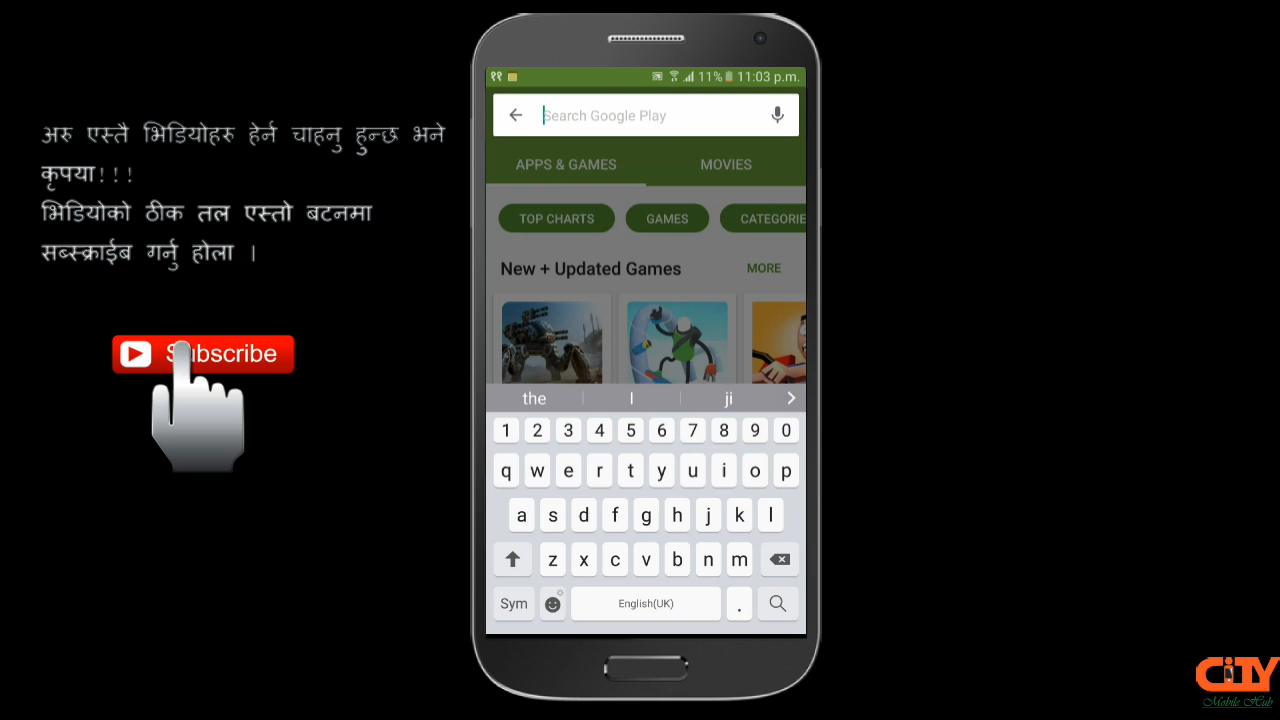 अरु एस्तै भिडियोहरु हेर्न चाहनु हुन्छ भने
कृपया!!!
भिडियोको ठीक तल एस्तो बटनमा
सब्स्क्राईब गर्नु होला ।
Subscribe
११ 11% 11:03 p.m.
Search Google Play
APPS & GAMES MOVIES
TOP CHARTS GAMES CATEGORIE
New + Updated Games MORE
the I ji
1 2 3 4 5 6 7 8 9 0
q w e r t y u i o p
a s d f g h j k l
z x c v b n m
Sym English(UK) .
CiTY
Mobile Hub